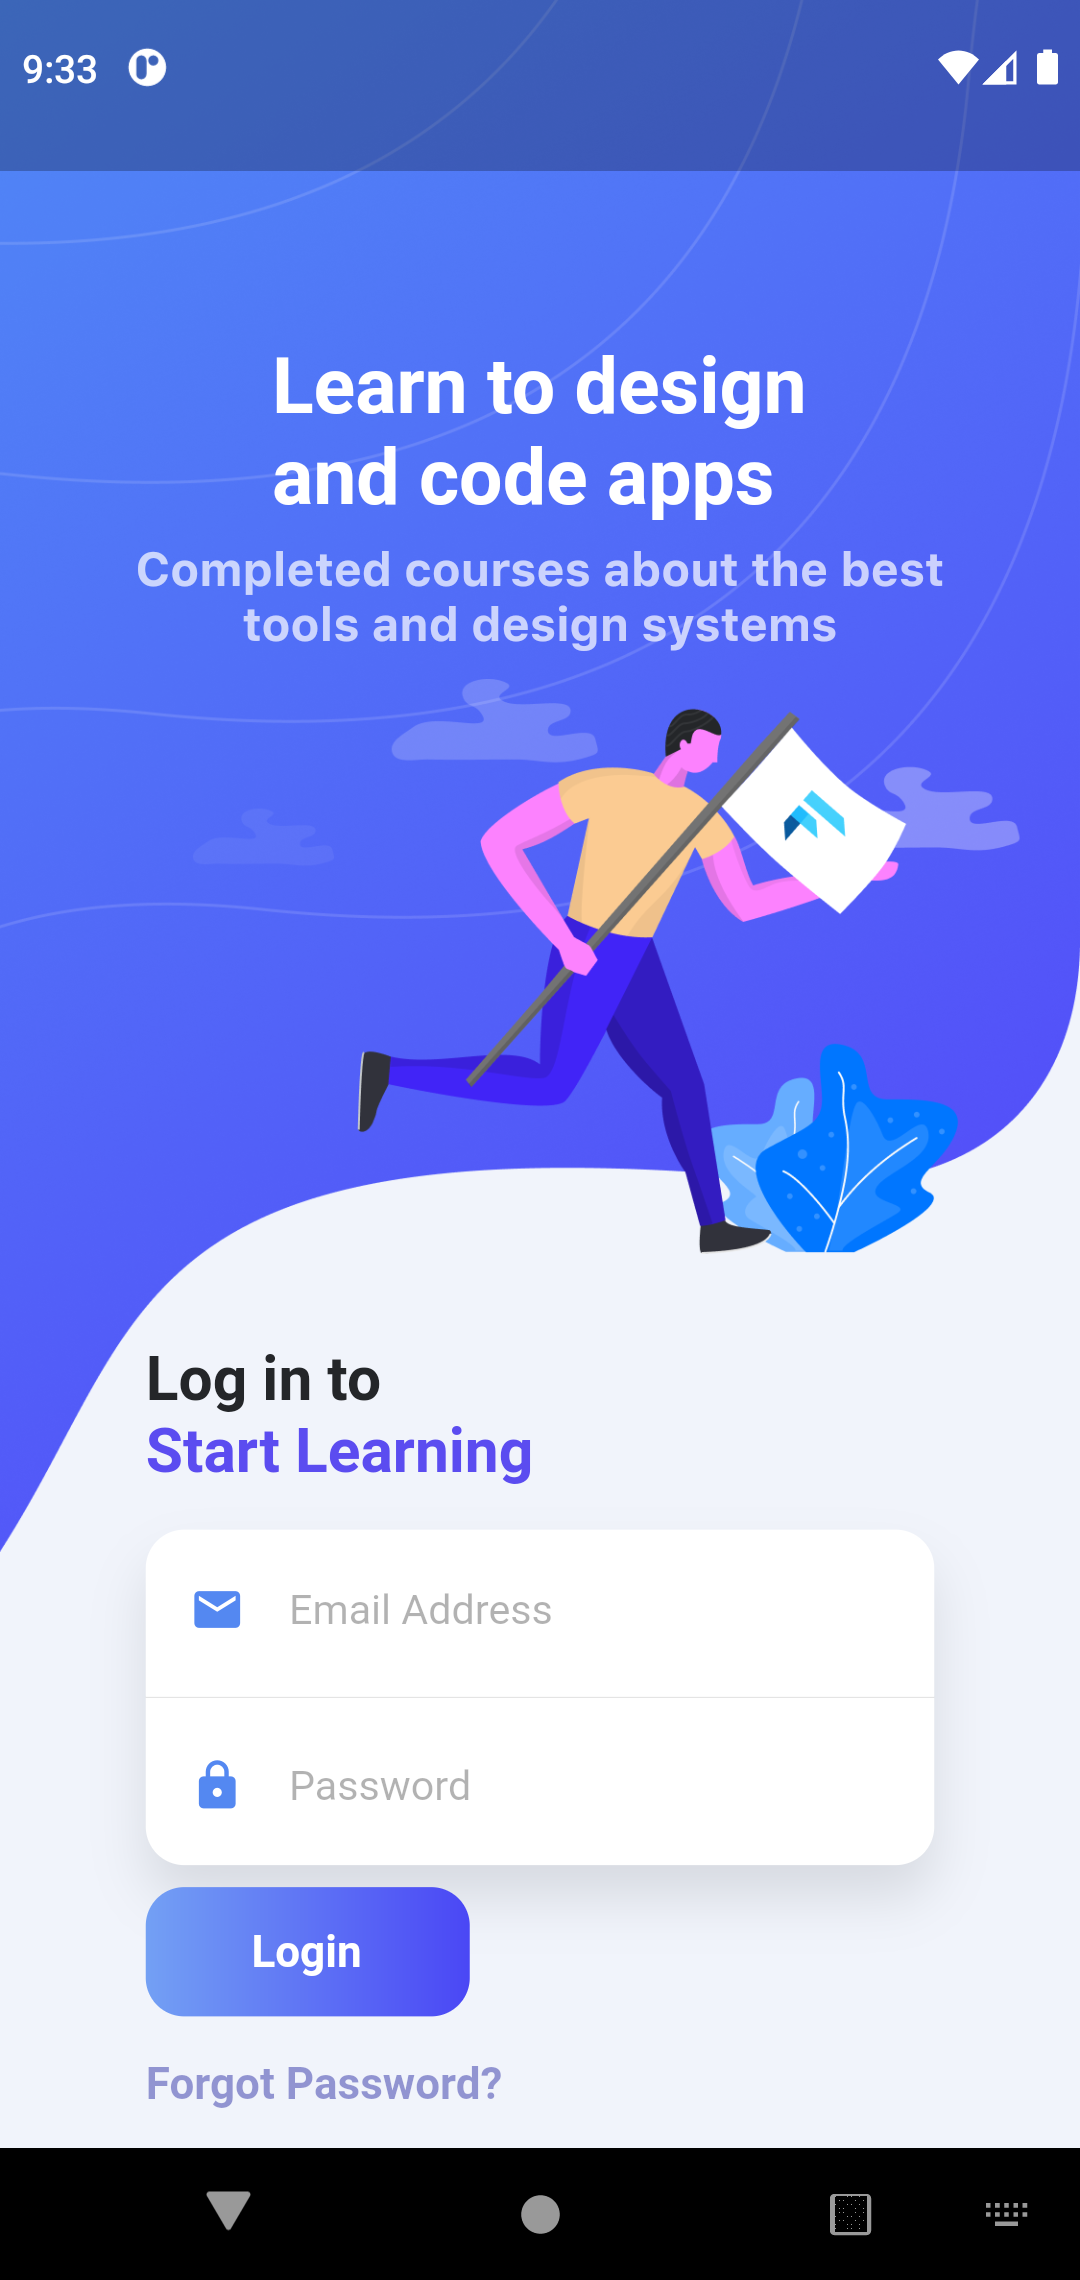 9:33
Learn to design
and code apps
Completed courses about the best
tools and design systems
Log in to
Start Learning
Email Address
Password
Login
Forgot Password?